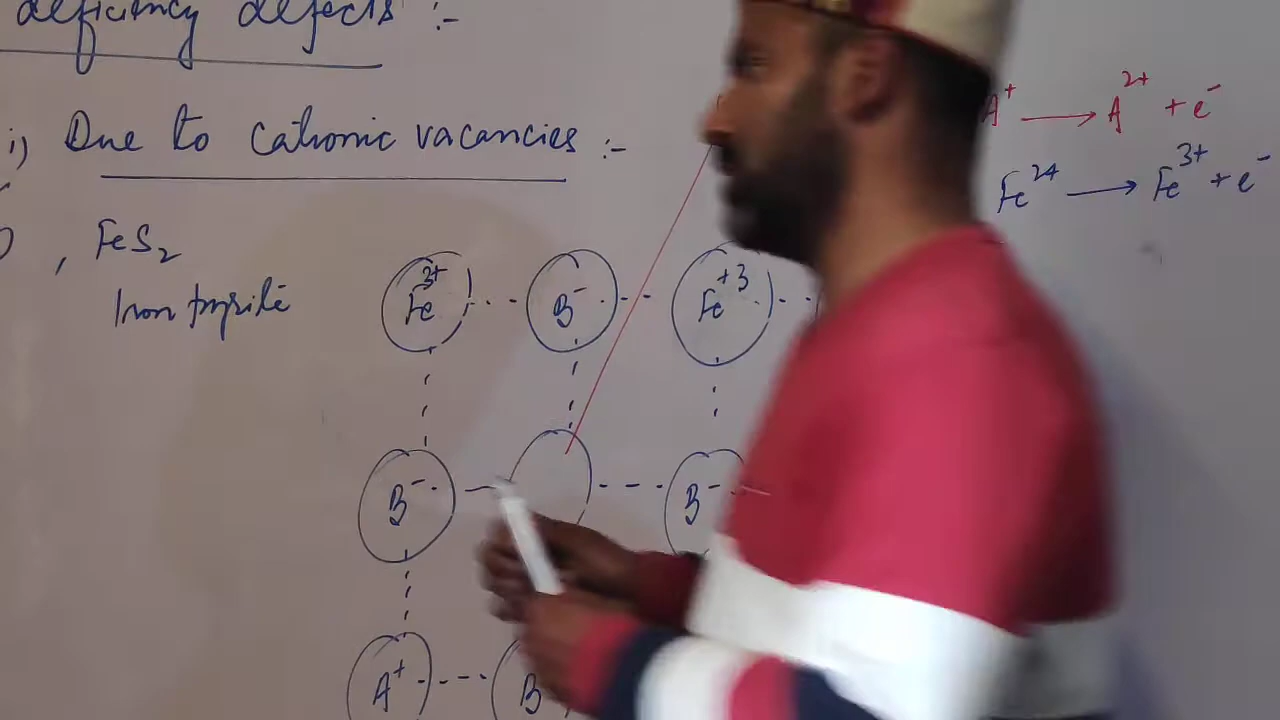 deficiency defects :-
i) Due to Cationic vacancies :-
, FeS2
Iron pyrite
A+ → A2+ + e-
Fe2+ → Fe3+ + e-
Fe3+ B- Fe+3
B- B-
A+ B